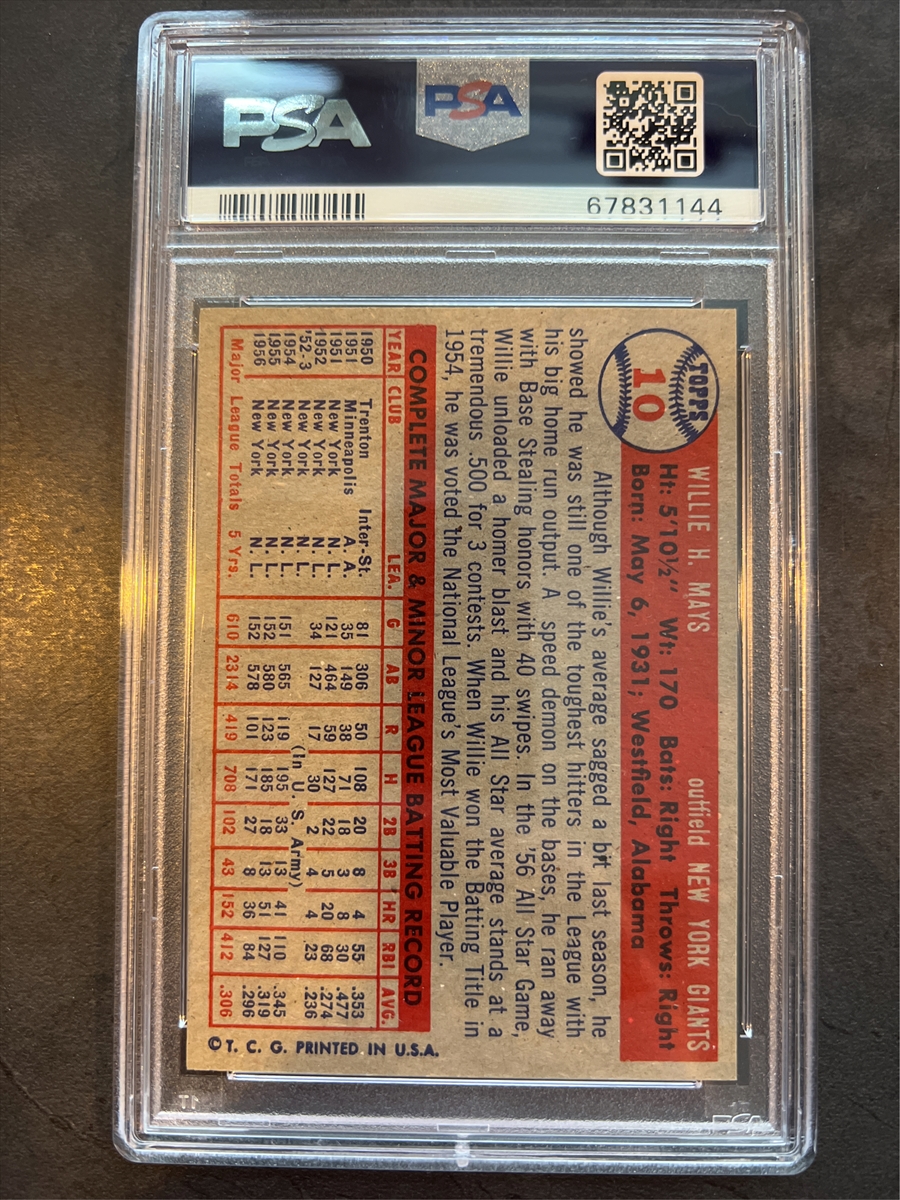 PSA
PSA
67831144
TOPPS
10
WILLIE H. MAYS outfield NEW YORK GIANTS
Ht: 5'10½" Wt: 170 Bats: Right Throws: Right
Born: May 6, 1931; Westfield, Alabama
Although Willie's average sagged a bit last season, he
showed he was still one of the toughest hitters in the League with
his big home run output. A speed demon on the bases, he ran away
with Base Stealing honors with 40 swipes. In the '56 All Star Game,
Willie unloaded a homer blast and his All Star average stands at a
tremendous .500 for 3 contests. When Willie won the Batting Title in
1954, he was voted the National League's Most Valuable Player.
COMPLETE MAJOR & MINOR LEAGUE BATTING RECORD
YEAR CLUB LEA. G AB R H 2B 3B HR RBI AVG.
1950 Trenton Inter-St. 81 306 50 108 20 8 4 55 .353
1951 Minneapolis A. A. 35 149 38 71 18 3 8 30 .477
1951 New York N. L. 121 464 59 127 22 5 20 68 .274
1952 New York N. L. 34 127 17 30 2 4 4 23 .236
'52-3 New York N. L. (In U. S. Army)
1954 New York N. L. 151 565 119 195 33 13 41 110 .345
1955 New York N. L. 152 580 123 185 18 13 51 127 .319
1956 New York N. L. 152 578 101 171 27 8 36 84 .296
Major League Totals 5 Yrs. 610 2314 419 708 102 43 152 412 .306
© T. C. G. PRINTED IN U.S.A.
PSA